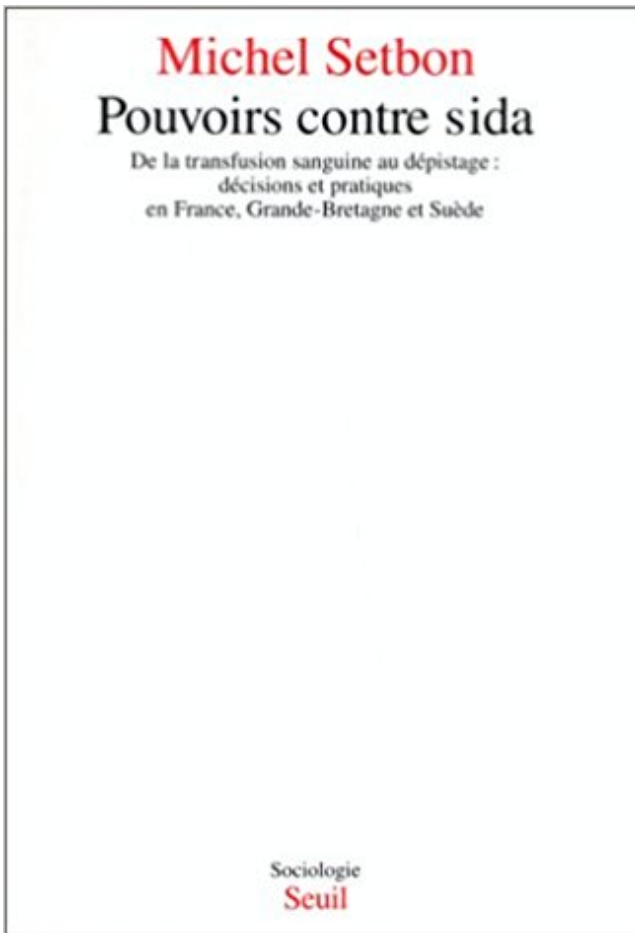 Michel Setbon
Pouvoirs contre sida
De la transfusion sanguine au dépistage :
décisions et pratiques
en France, Grande-Bretagne et Suède
Sociologie
Seuil